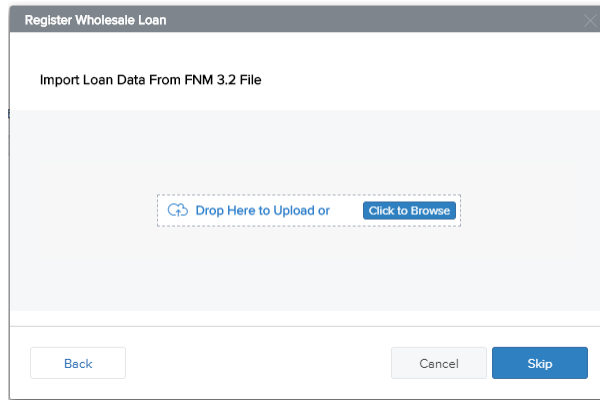 Register Wholesale Loan
Import Loan Data From FNM 3.2 File
Drop Here to Upload or Click to Browse
Back Cancel Skip